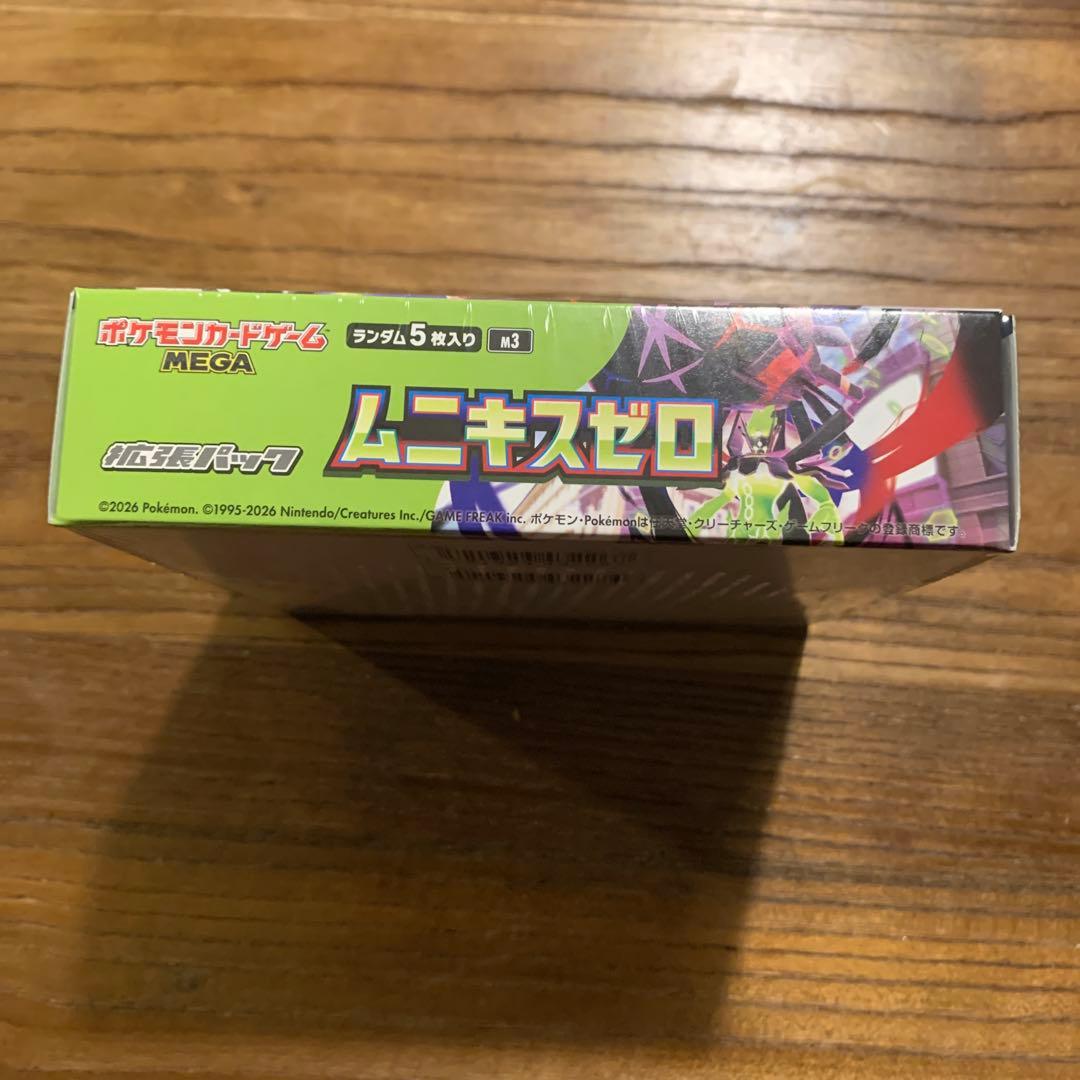 ポケモンカードゲーム
MEGA
ランダム5枚入り
M3
拡張パック
ムニキスゼロ
©2026 Pokémon. ©1995-2026 Nintendo/Creatures Inc./GAME FREAK inc. ポケモン・Pokémonは任天堂・クリーチャーズ・ゲームフリークの登録商標です。